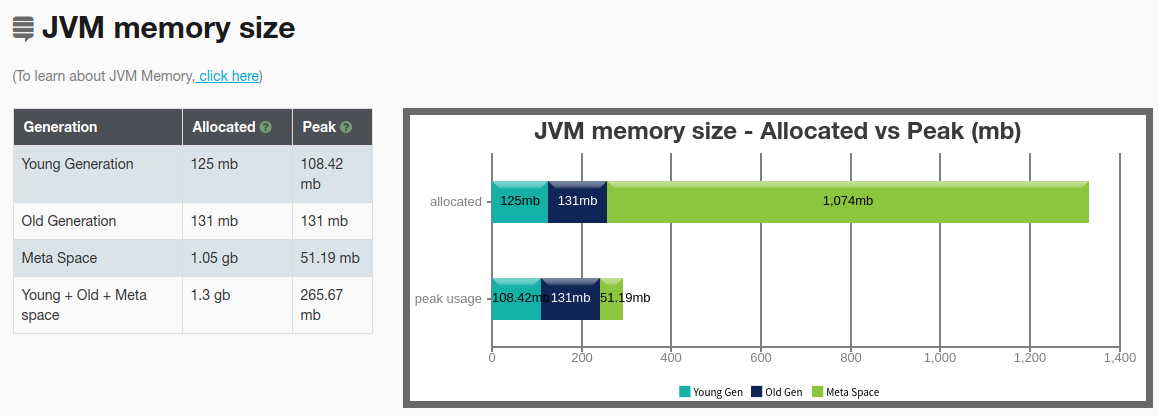 JVM memory size
(To learn about JVM Memory, click here)
Generation Allocated ? Peak ?
Young Generation 125 mb 108.42 mb
Old Generation 131 mb 131 mb
Meta Space 1.05 gb 51.19 mb
Young + Old + Meta space 1.3 gb 265.67 mb
JVM memory size - Allocated vs Peak (mb)
allocated 125mb 131mb 1,074mb
peak usage 108.42mb 131mb 51.19mb
0 200 400 600 800 1,000 1,200 1,400
Young Gen Old Gen Meta Space